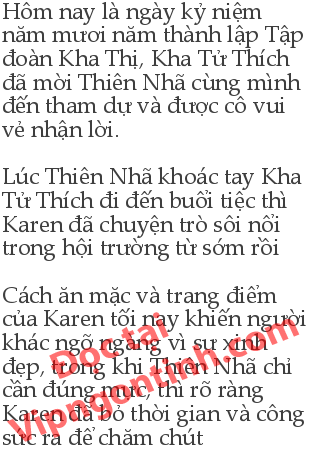 Hôm nay là ngày kỷ niệm
năm mươi năm thành lập Tập
đoàn Kha Thị, Kha Tử Thích
đã mời Thiên Nhã cùng mình
đến tham dự và được cô vui
vẻ nhận lời.
Lúc Thiên Nhã khoác tay Kha
Tử Thích đi đến buổi tiệc thì
Karen đã chuyện trò sôi nổi
trong hội trường từ sớm rồi
Cách ăn mặc và trang điểm
của Karen tối nay khiến người
khác ngỡ ngàng vì sự xinh
đẹp, trong khi Thiên Nhã chỉ
cần đúng mực, thì rõ ràng
Karen đã bỏ thời gian và công
sức ra để chăm chút
Đọc tại
Vipngontinh.com